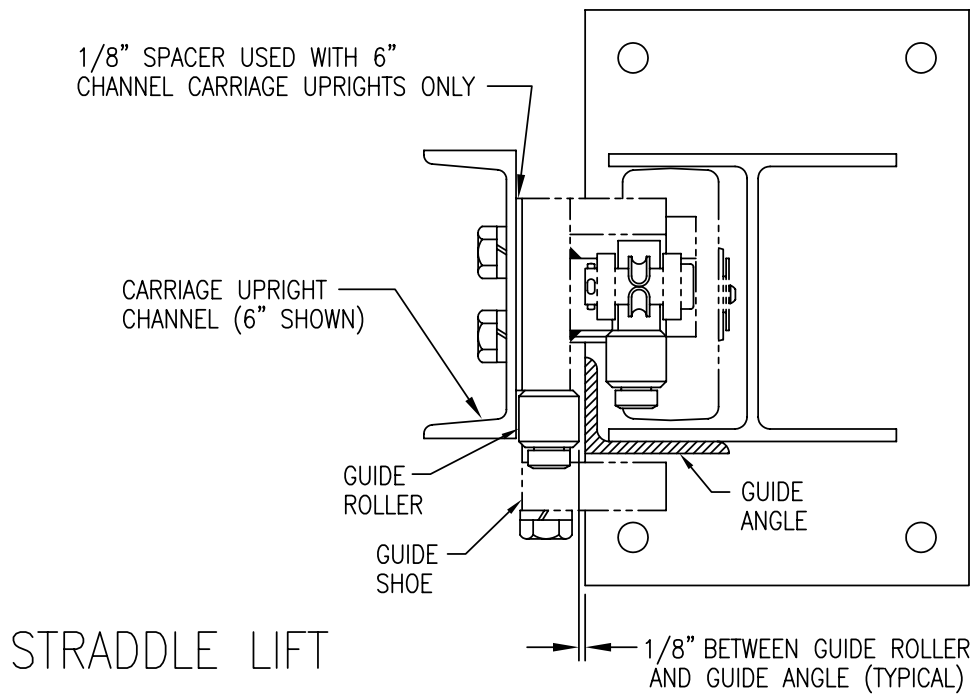 1/8” SPACER USED WITH 6”
CHANNEL CARRIAGE UPRIGHTS ONLY
CARRIAGE UPRIGHT
CHANNEL (6” SHOWN)
GUIDE
ROLLER
GUIDE
ANGLE
GUIDE
SHOE
STRADDLE LIFT
1/8” BETWEEN GUIDE ROLLER
AND GUIDE ANGLE (TYPICAL)